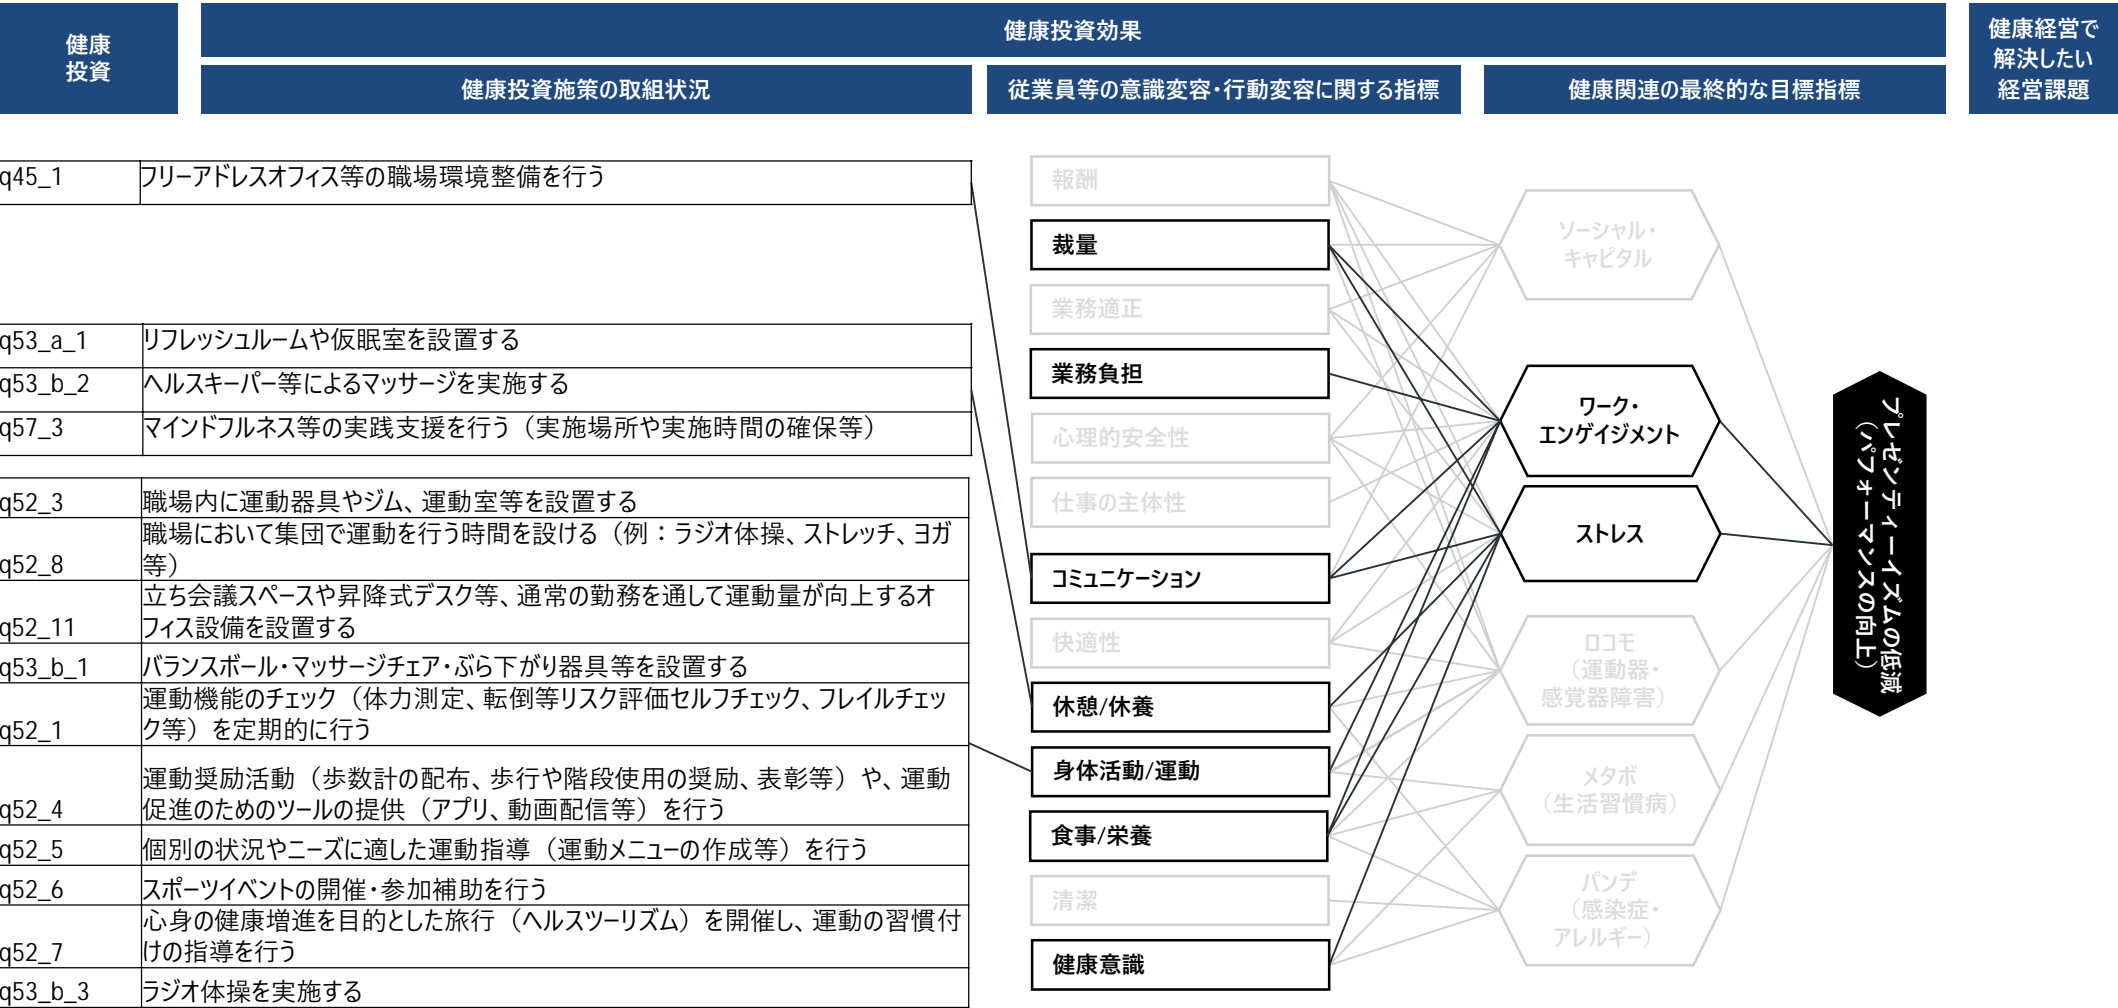 健康
投資
健康投資効果
健康投資施策の取組状況
従業員等の意識変容・行動変容に関する指標
健康関連の最終的な目標指標
健康経営で
解決したい
経営課題
q45_1 フリーアドレスオフィス等の職場環境整備を行う
q53_a_1 リフレッシュルームや仮眠室を設置する
q53_b_2 ヘルスキーパー等によるマッサージを実施する
q57_3 マインドフルネス等の実践支援を行う（実施場所や実施時間の確保等）
q52_3 職場内に運動器具やジム、運動室等を設置する
職場において集団で運動を行う時間を設ける（例：ラジオ体操、ストレッチ、ヨガ
q52_8 等）
立ち会議スペースや昇降式デスク等、通常の勤務を通して運動量が向上するオ
q52_11 フィス設備を設置する
q53_b_1 バランスボール・マッサージチェア・ぶら下がり器具等を設置する
運動機能のチェック（体力測定、転倒等リスク評価セルフチェック、フレイルチェッ
q52_1 ク等）を定期的に行う
運動奨励活動（歩数計の配布、歩行や階段使用の奨励、表彰等）や、運動
q52_4 促進のためのツールの提供（アプリ、動画配信等）を行う
q52_5 個別の状況やニーズに適した運動指導（運動メニューの作成等）を行う
q52_6 スポーツイベントの開催・参加補助を行う
心身の健康増進を目的とした旅行（ヘルスツーリズム）を開催し、運動の習慣付
q52_7 けの指導を行う
q53_b_3 ラジオ体操を実施する
報酬
裁量
業務適正
業務負担
心理的安全性
仕事の主体性
コミュニケーション
快適性
休憩/休養
身体活動/運動
食事/栄養
清潔
健康意識
ソーシャル・
キャピタル
ワーク・
エンゲイジメント
ストレス
ロコモ
（運動器・
感覚器障害）
メタボ
（生活習慣病）
パンデ
（感染症・
アレルギー）
プレゼンティーイズムの低減
（パフォーマンスの向上）